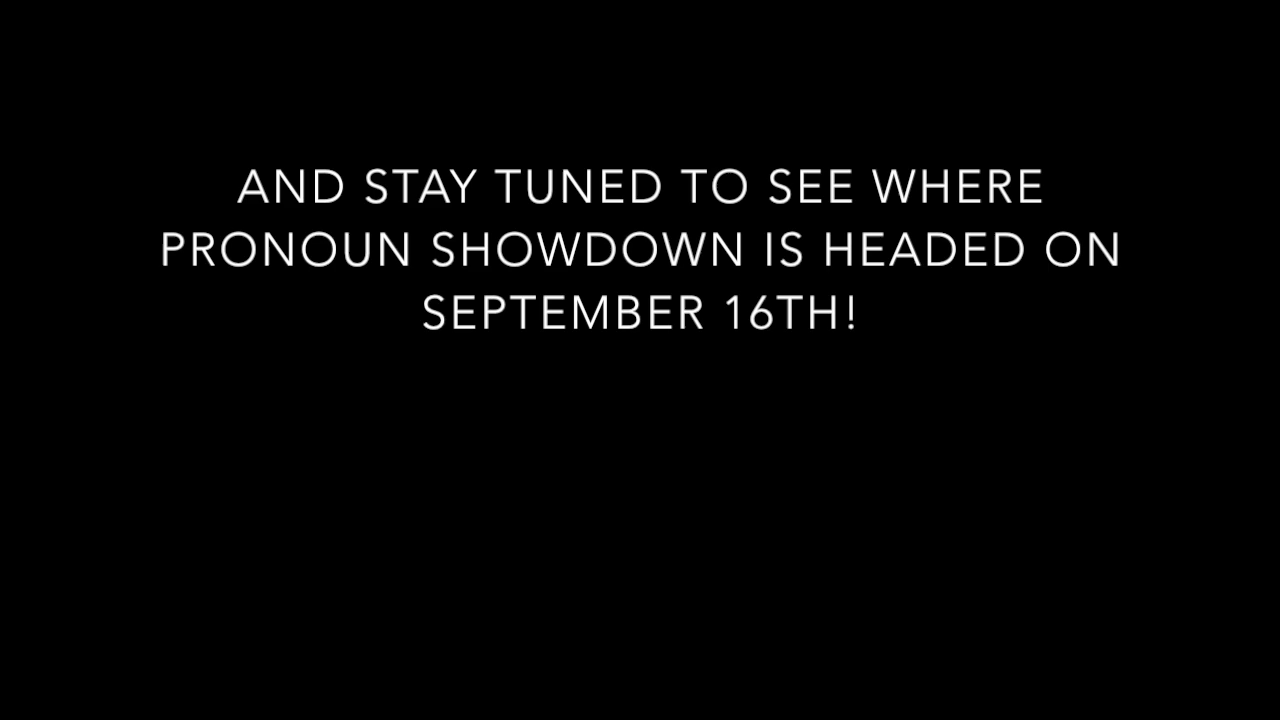 AND STAY TUNED TO SEE WHERE
PRONOUN SHOWDOWN IS HEADED ON
SEPTEMBER 16TH!